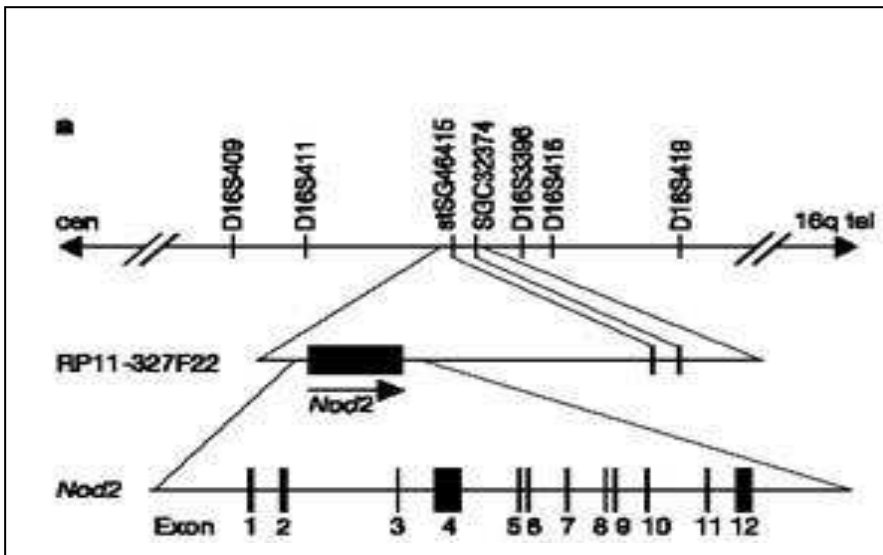 a
D16S409
D16S411
stSG46415
SGC32374
D16S3396
D16S415
D16S419
cen
16q tel
RP11-327F22
Nod2
Nod2
Exon 1 2 3 4 5 6 7 8 9 10 11 12